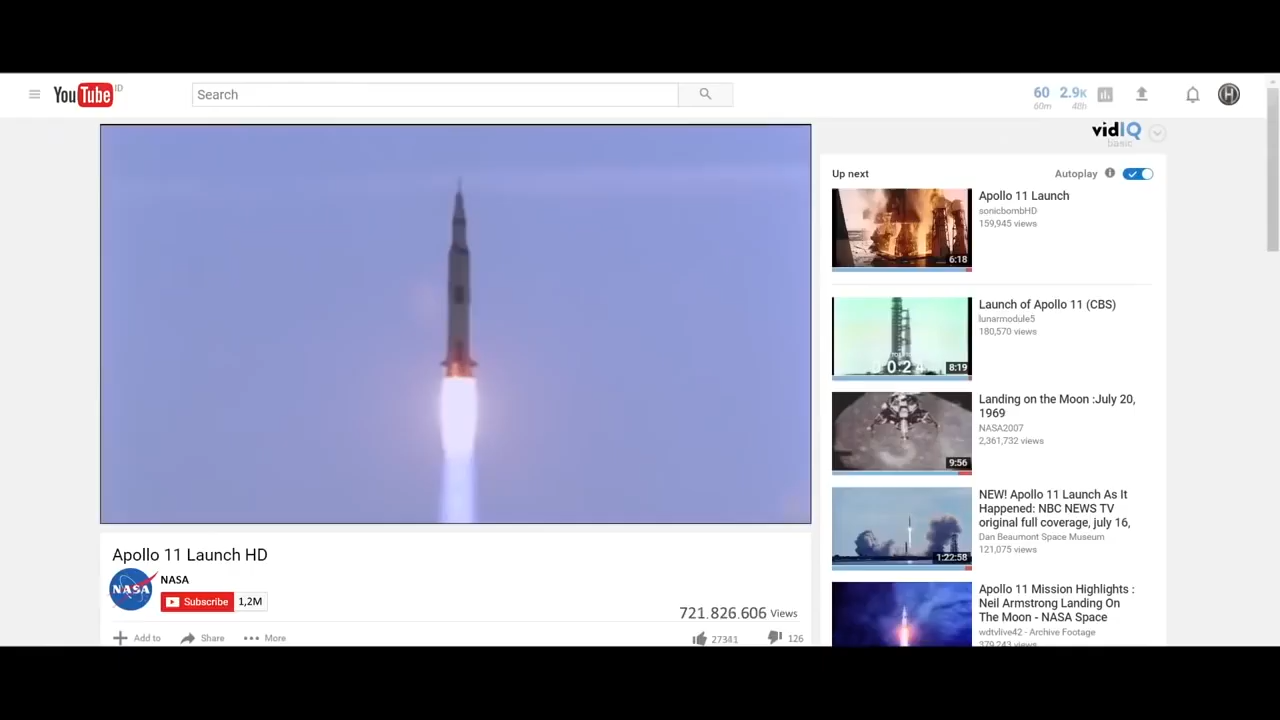 YouTube ID
Search
60 2.9K
60m 48h
vidIQ
basic
Up next
Autoplay
Apollo 11 Launch
sonicbombHD
159,945 views
6:18
Launch of Apollo 11 (CBS)
lunarmodule5
180,570 views
8:19
Landing on the Moon :July 20,
1969
NASA2007
2,361,732 views
9:56
NEW! Apollo 11 Launch As It
Happened: NBC NEWS TV
original full coverage, july 16,
Dan Beaumont Space Museum
121,075 views
1:22:58
Apollo 11 Mission Highlights :
Neil Armstrong Landing On
The Moon - NASA Space
wdtvlive42 - Archive Footage
379,243 views
Apollo 11 Launch HD
NASA
NASA
Subscribe 1,2M
721.826.606 Views
Add to Share More 27341 126